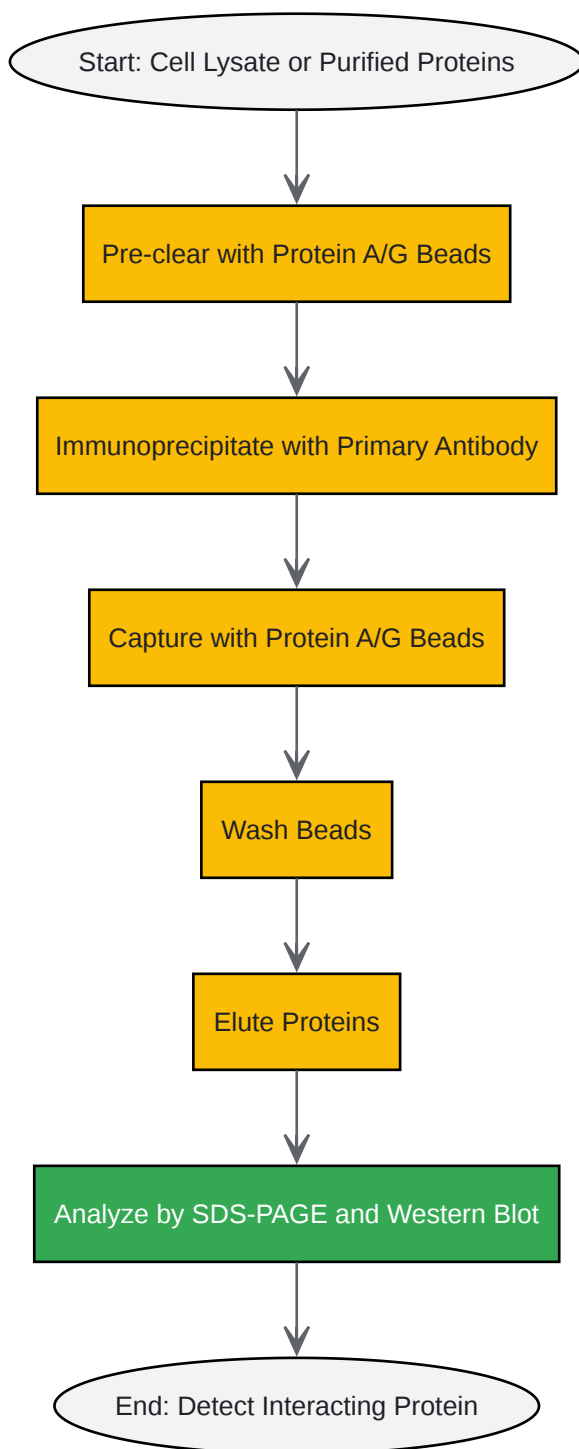 Start: Cell Lysate or Purified Proteins
Pre-clear with Protein A/G Beads
Immunoprecipitate with Primary Antibody
Capture with Protein A/G Beads
Wash Beads
Elute Proteins
Analyze by SDS-PAGE and Western Blot
End: Detect Interacting Protein